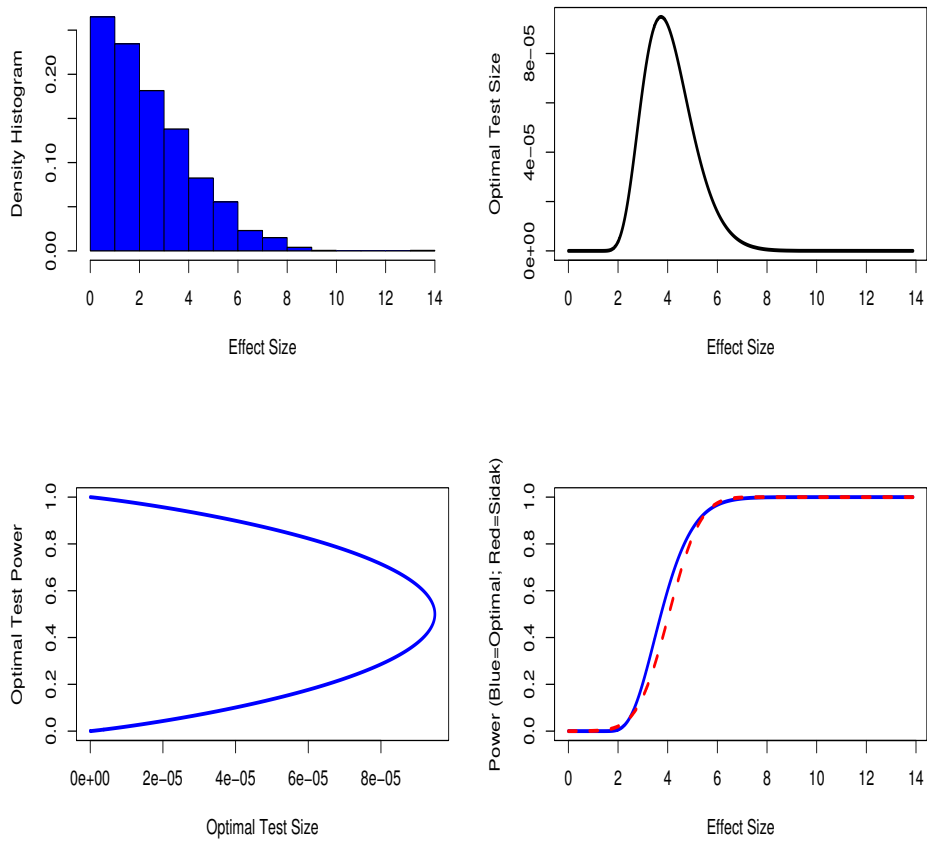 Density Histogram
0.00 0.10 0.20
0 2 4 6 8 10 12 14
Effect Size
Optimal Test Size
0e+00 4e−05 8e−05
0 2 4 6 8 10 12 14
Effect Size
Optimal Test Power
0.0 0.2 0.4 0.6 0.8 1.0
0e+00 2e−05 4e−05 6e−05 8e−05
Optimal Test Size
Power (Blue=Optimal; Red=Sidak)
0.0 0.2 0.4 0.6 0.8 1.0
0 2 4 6 8 10 12 14
Effect Size